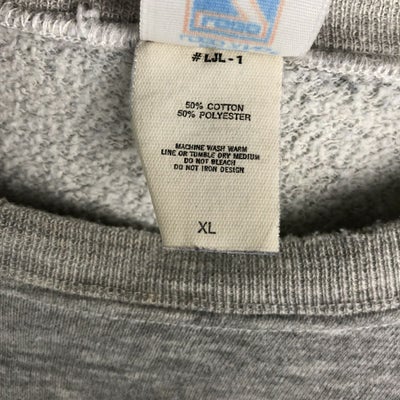 #LJL-1
50% COTTON
50% POLYESTER
MACHINE WASH WARM
LINE OR TUMBLE DRY MEDIUM
DO NOT BLEACH
DO NOT IRON DESIGN
XL